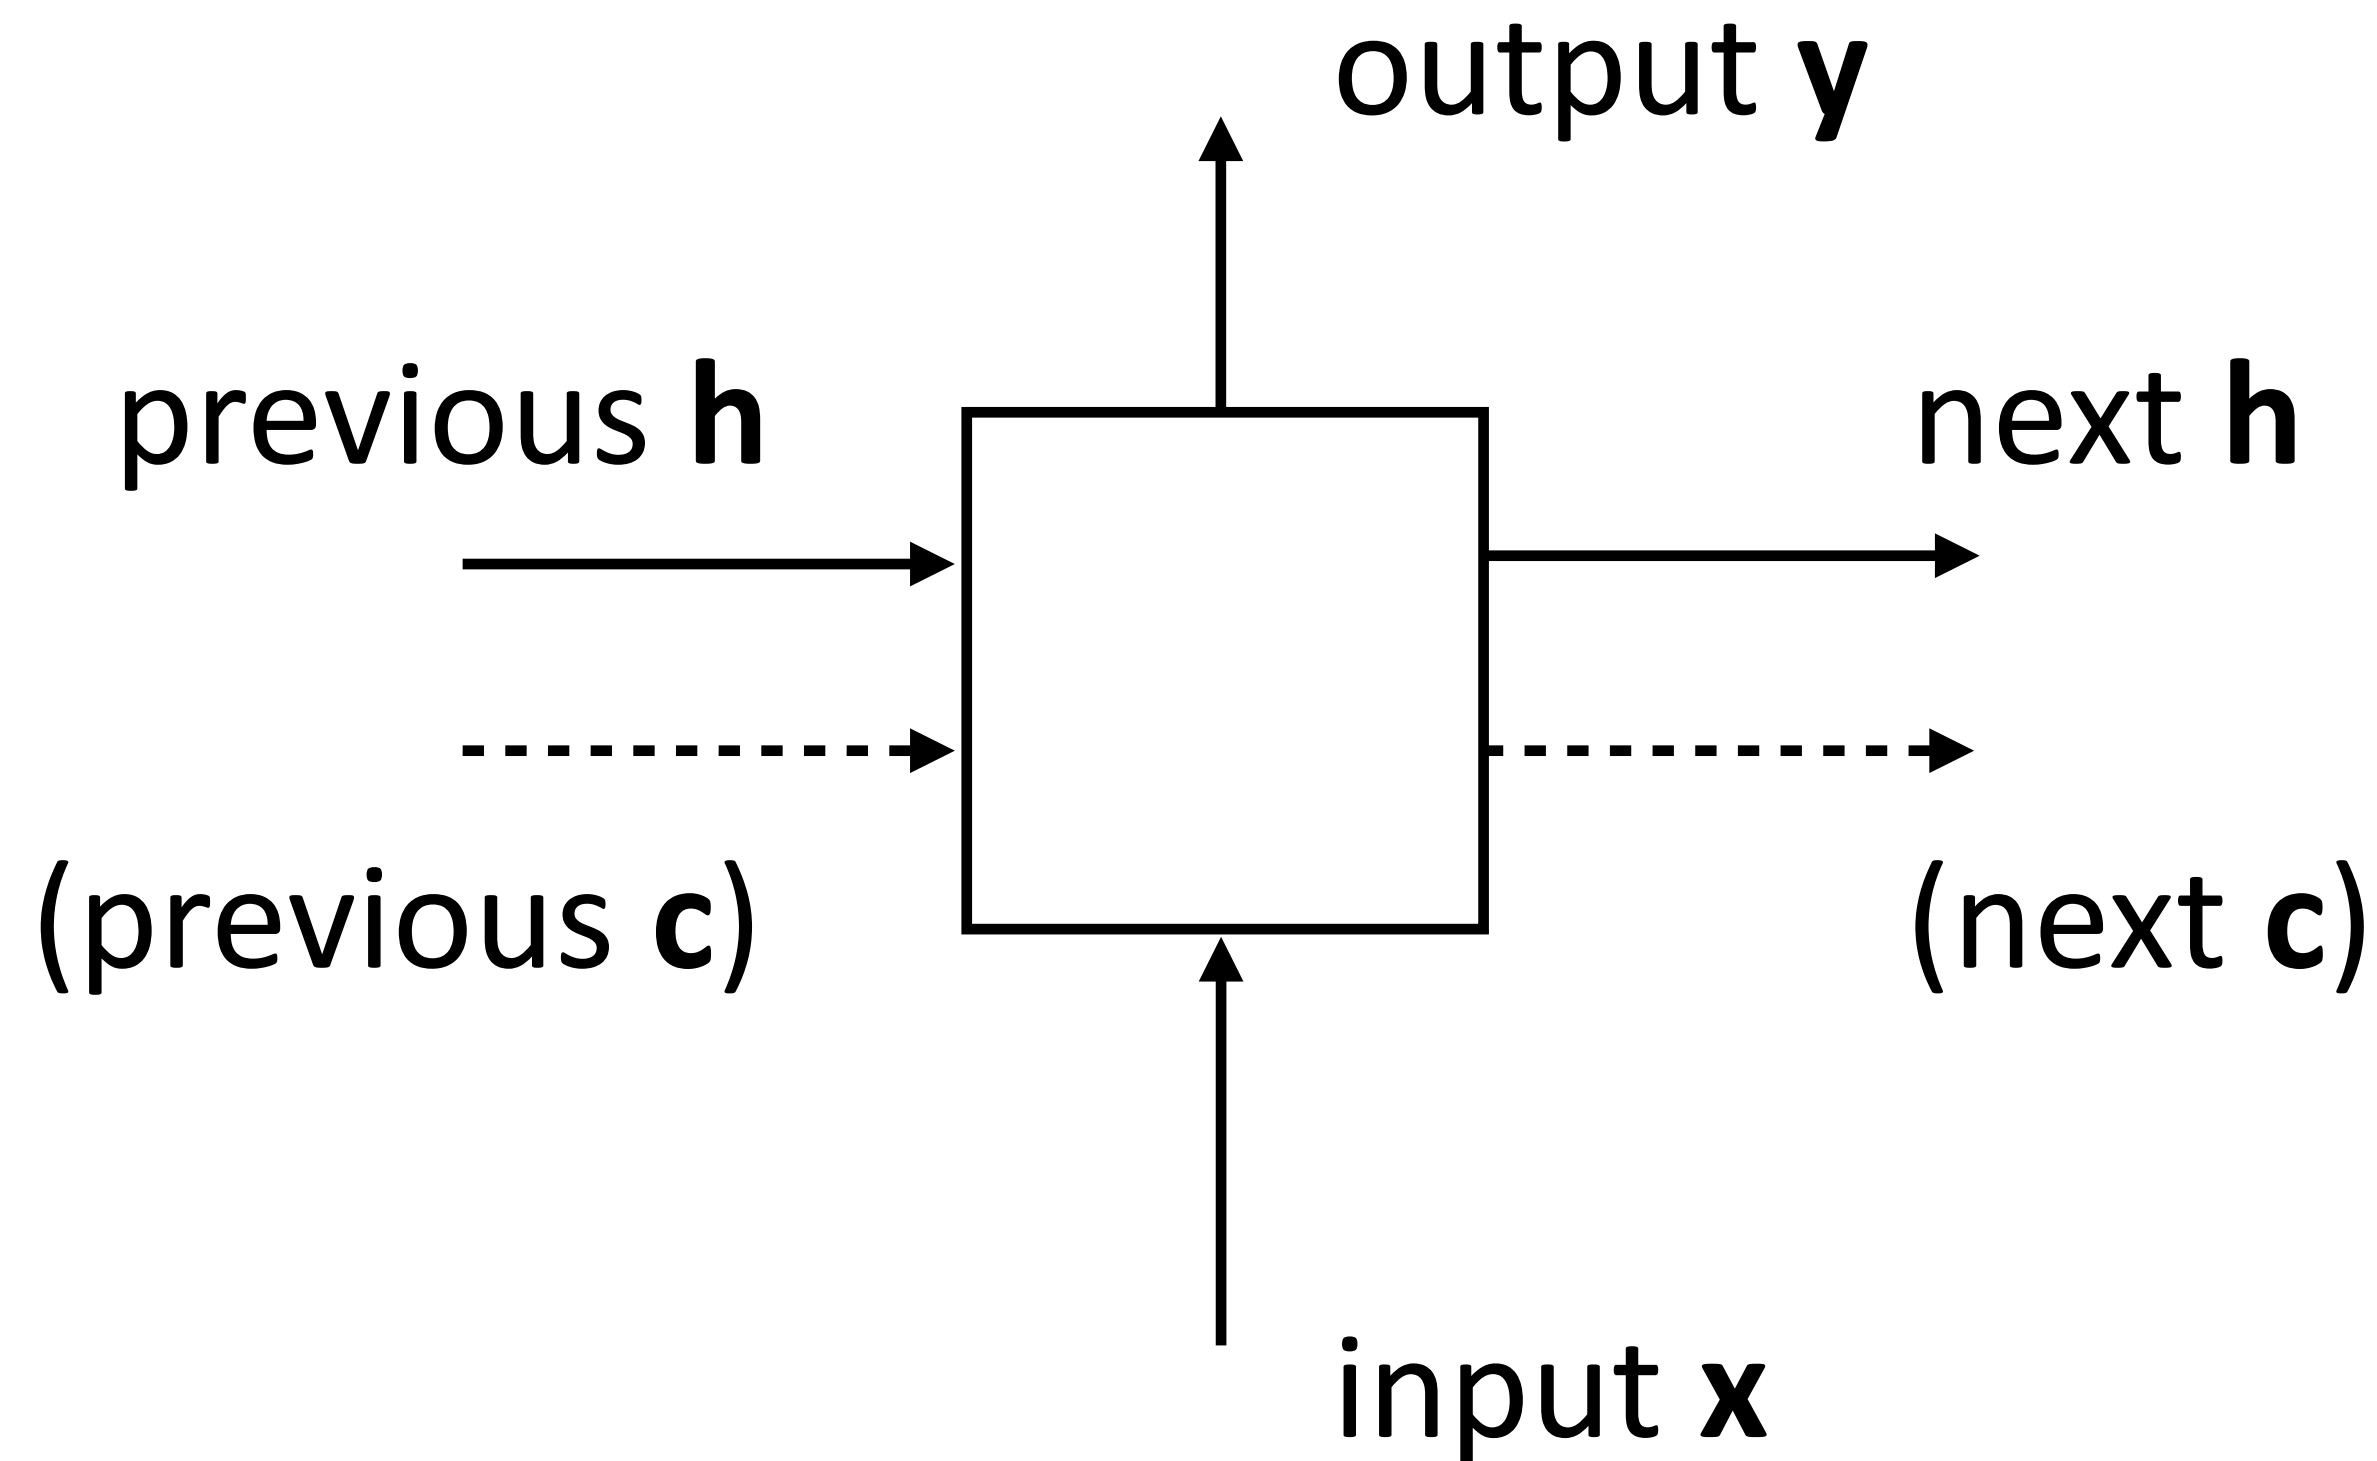 output y
previous h
next h
(previous c)
(next c)
input x